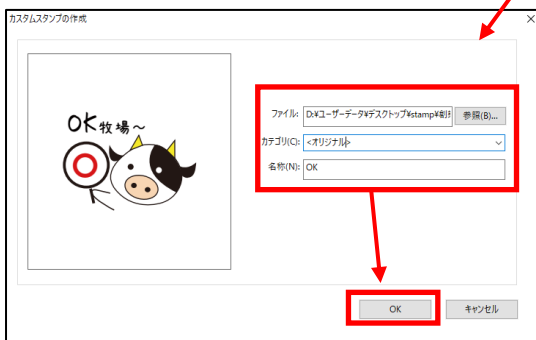 カスタムスタンプの作成
OK牧場～
ファイル: D:¥ユーザーデータ¥デスクトップ¥stamp¥ 参照(B)...
カテゴリ(C): <オリジナル>
名称(N): OK
OK キャンセル